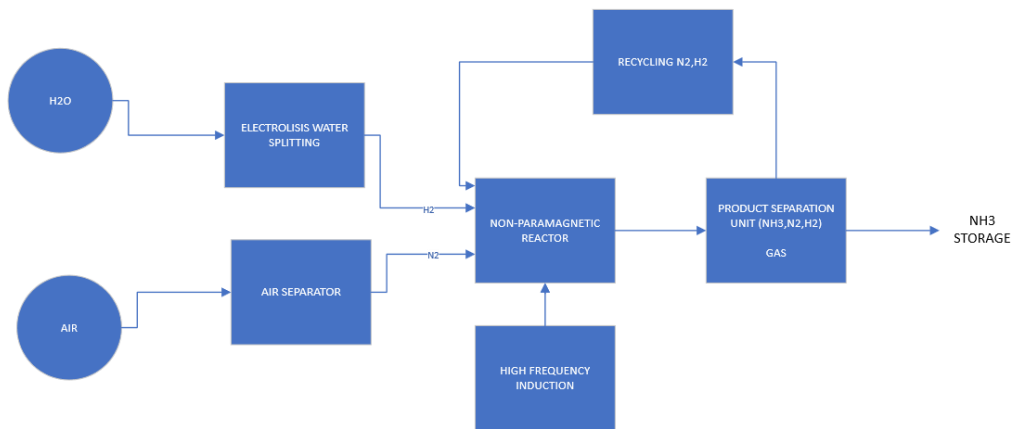 H2O
ELECTROLISIS WATER
SPLITTING
RECYCLING N2,H2
H2
NON-PARAMAGNETIC
REACTOR
PRODUCT SEPARATION
UNIT (NH3,N2,H2)
GAS
NH3
STORAGE
AIR
AIR SEPARATOR
N2
HIGH FREQUENCY
INDUCTION